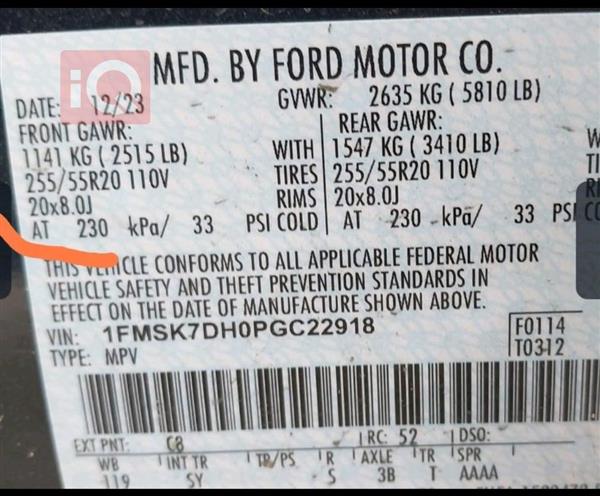 iQ
MFD. BY FORD MOTOR CO.
DATE: 12/23 GVWR: 2635 KG ( 5810 LB)
FRONT GAWR: REAR GAWR:
1141 KG ( 2515 LB) WITH 1547 KG ( 3410 LB)
255/55R20 110V TIRES 255/55R20 110V
20x8.0J RIMS 20x8.0J
AT 230 kPa/ 33 PSI COLD AT 230 kPa/ 33 PSI
THIS VEHICLE CONFORMS TO ALL APPLICABLE FEDERAL MOTOR
VEHICLE SAFETY AND THEFT PREVENTION STANDARDS IN
EFFECT ON THE DATE OF MANUFACTURE SHOWN ABOVE.
VIN: 1FMSK7DH0PGC22918 F0114
TYPE: MPV T0312
EXT PNT: C8 RC: 52 DSO:
WB INT TR TP/PS R AXLE TR SPR
119 SY S 3B T AAAA